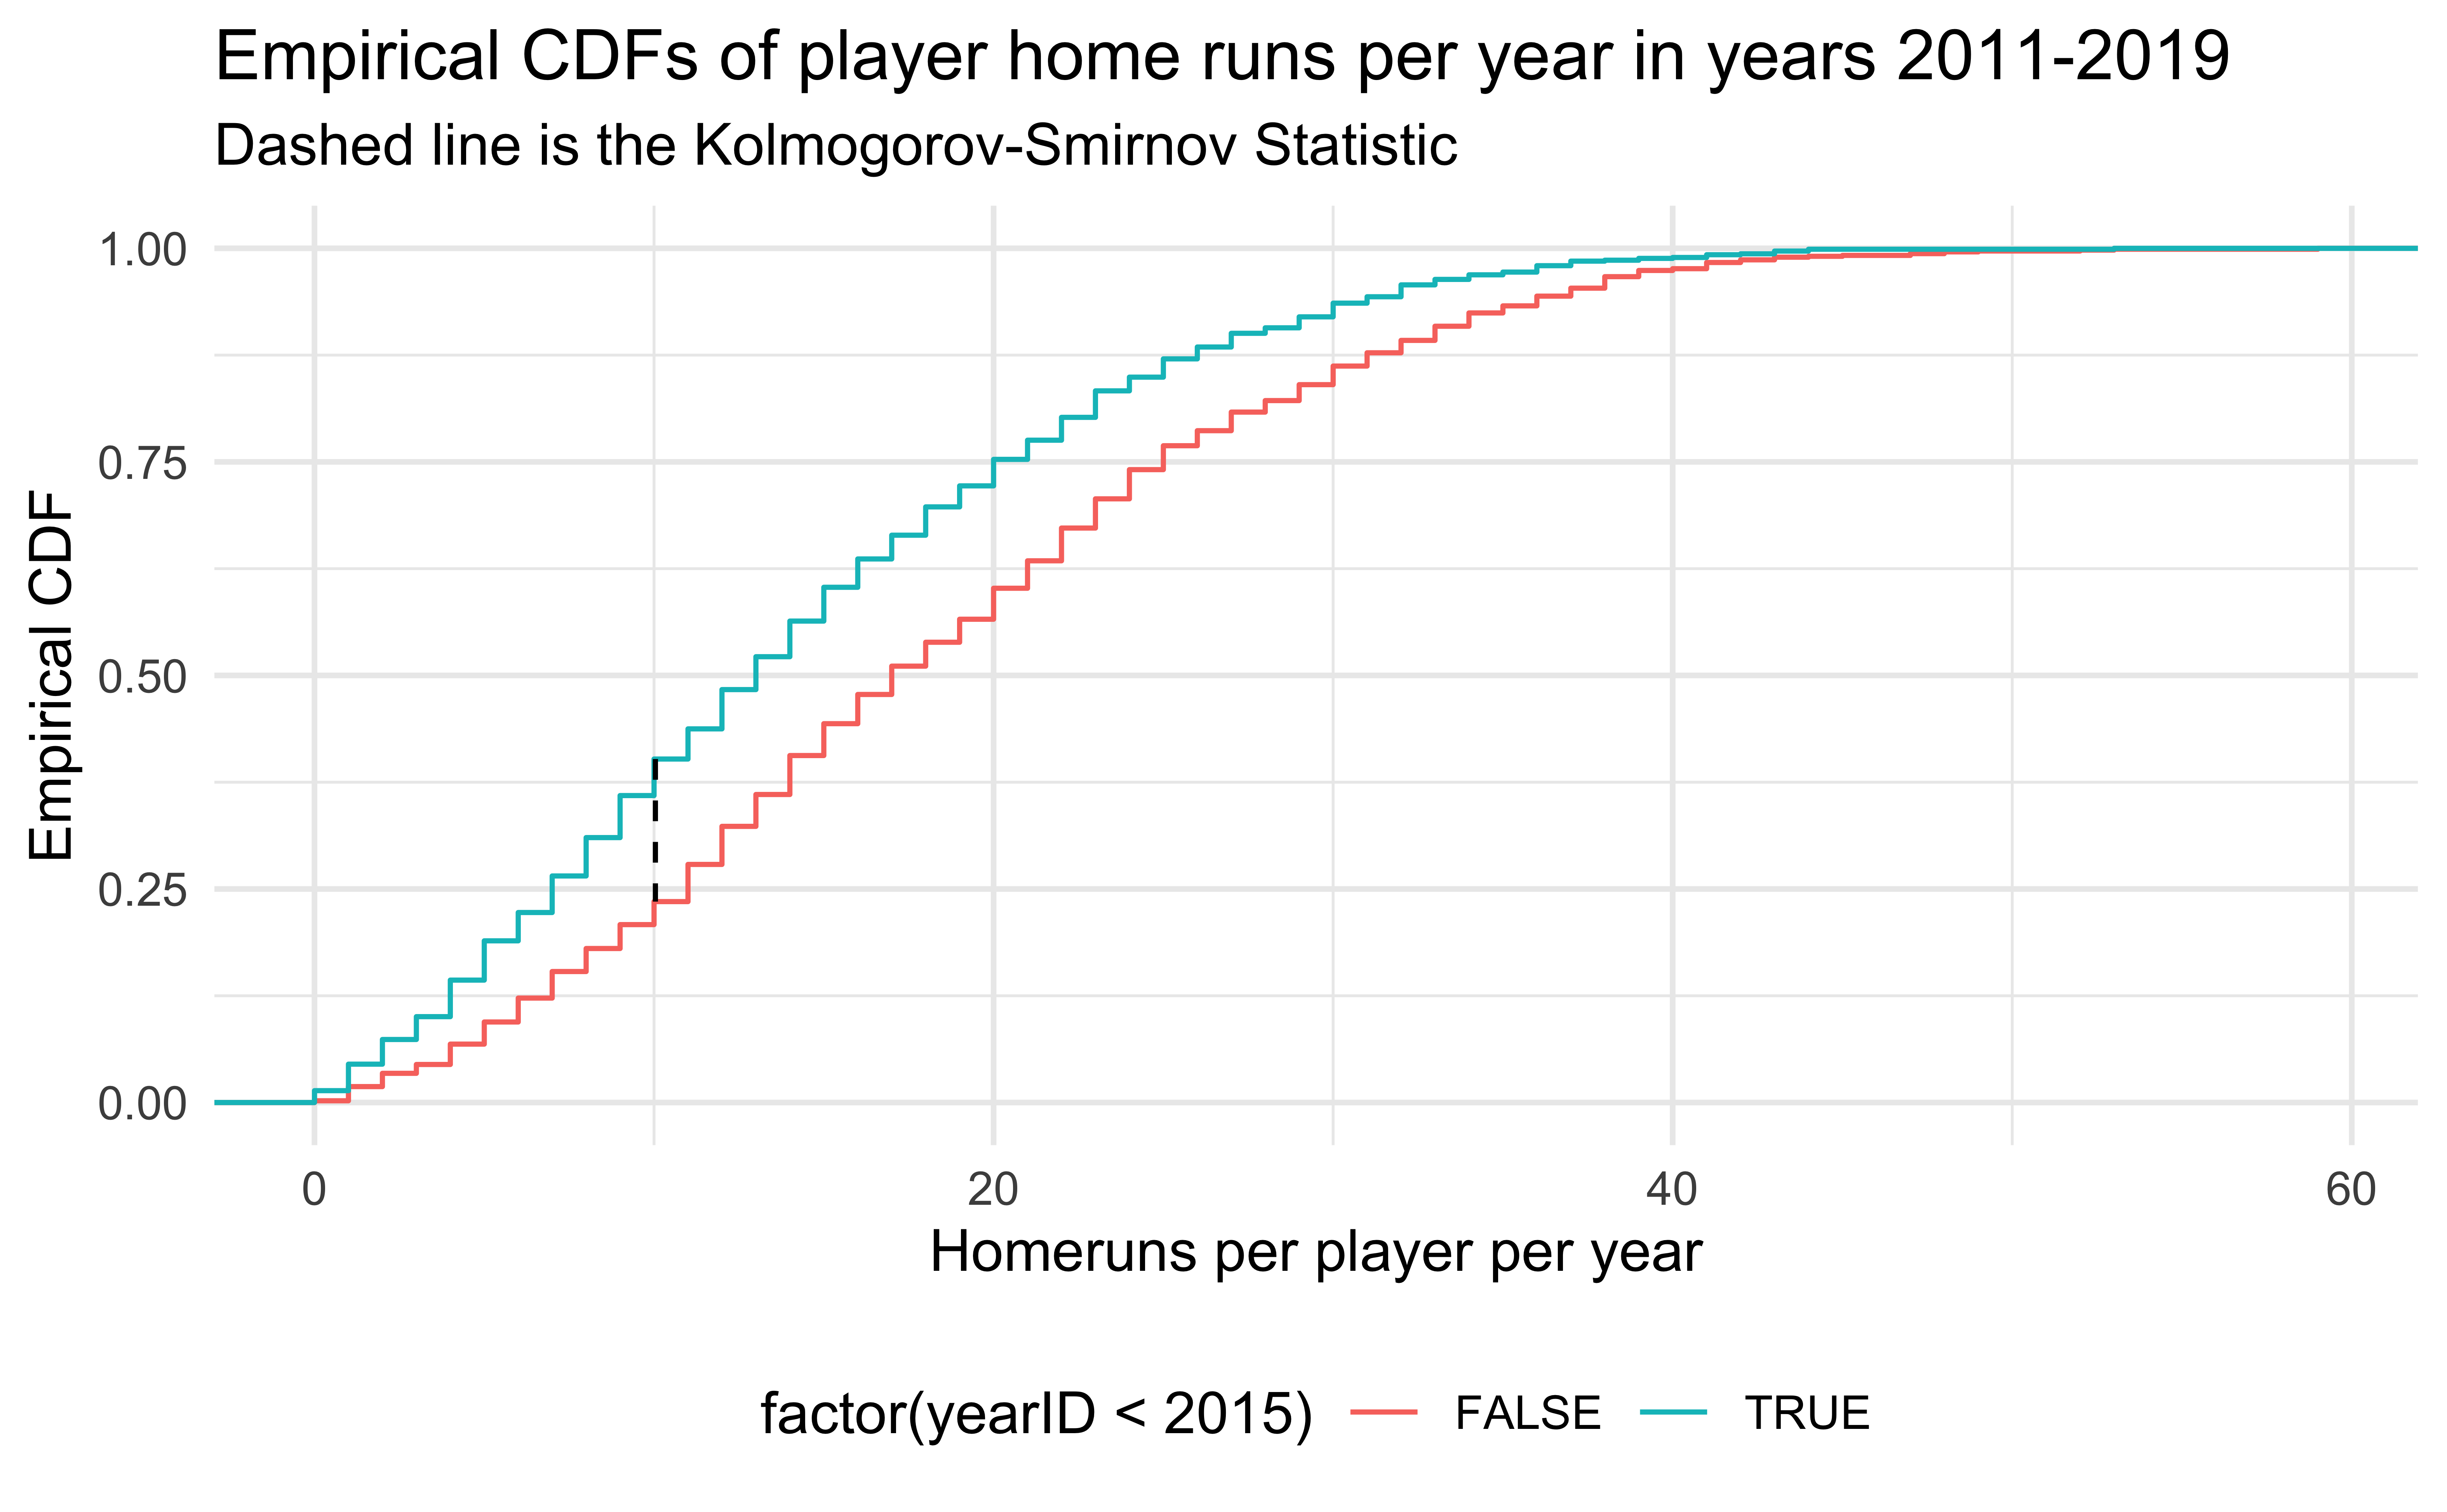 Empirical CDFs of player home runs per year in years 2011-2019
Dashed line is the Kolmogorov-Smirnov Statistic
1.00
0.75
0.50
0.25
0.00
Empirical CDF
0 20 40 60
Homeruns per player per year
factor(yearID < 2015) FALSE TRUE